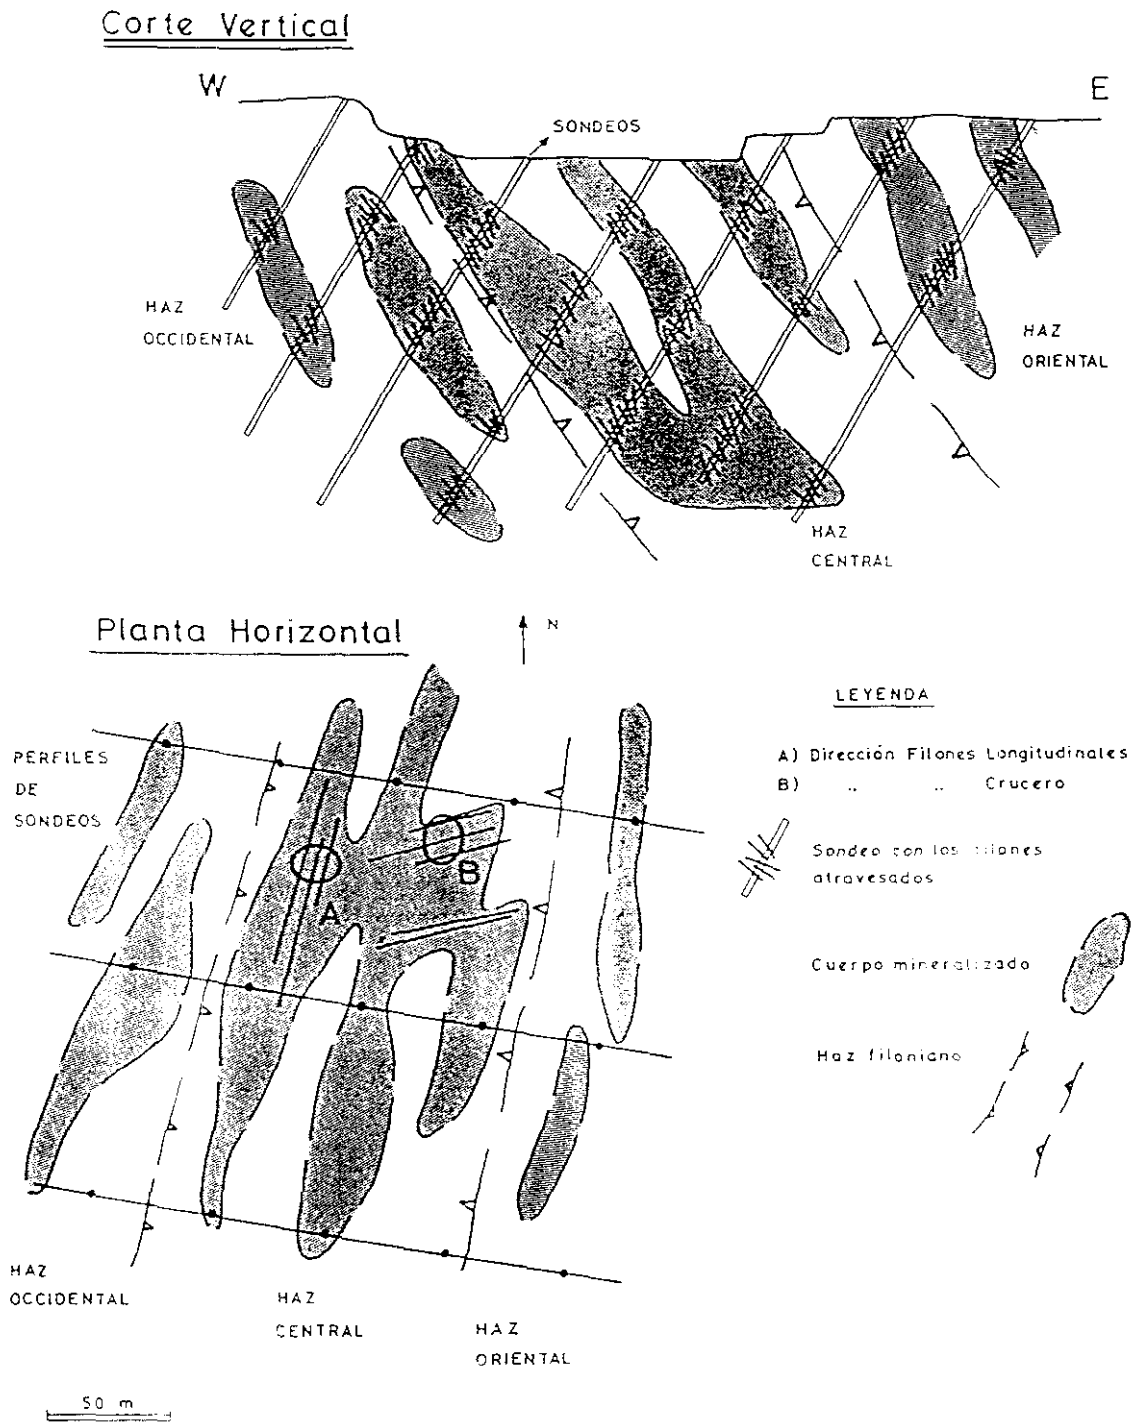 Corte Vertical
W
E
SONDEOS
HAZ
OCCIDENTAL
HAZ
ORIENTAL
HAZ
CENTRAL
Planta Horizontal
N
LEYENDA
A) Dirección Filones Longitudinales
B) " " Crucero
Sondeo con los filones
atravesados
Cuerpo mineralizado
Haz filoniano
PERFILES
DE
SONDEOS
A
B
HAZ
OCCIDENTAL
HAZ
CENTRAL
HAZ
ORIENTAL
50 m